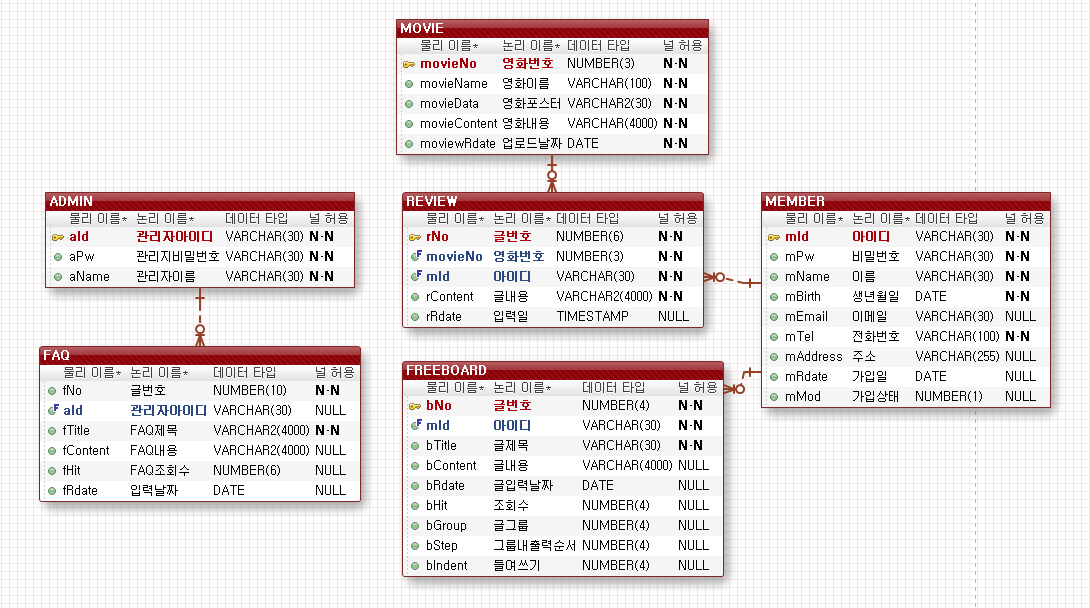 MOVIE
물리 이름* 논리 이름* 데이터 타입 널 허용
movieNo 영화번호 NUMBER(3) N-N
movieName 영화이름 VARCHAR(100) N-N
movieData 영화포스터 VARCHAR2(30) N-N
movieContent 영화내용 VARCHAR(4000) N-N
moviewRdate 업로드날짜 DATE N-N
ADMIN
물리 이름* 논리 이름* 데이터 타입 널 허용
aId 관리자아이디 VARCHAR(30) N-N
aPw 관리지비밀번호 VARCHAR(30) N-N
aName 관리자이름 VARCHAR(30) N-N
REVIEW
물리 이름* 논리 이름* 데이터 타입 널 허용
rNo 글번호 NUMBER(6) N-N
movieNo 영화번호 NUMBER(3) N-N
mId 아이디 VARCHAR(30) N-N
rContent 글내용 VARCHAR2(4000) N-N
rRdate 입력일 TIMESTAMP NULL
MEMBER
물리 이름* 논리 이름* 데이터 타입 널 허용
mId 아이디 VARCHAR(30) N-N
mPw 비밀번호 VARCHAR(30) N-N
mName 이름 VARCHAR(30) N-N
mBirth 생년월일 DATE N-N
mEmail 이메일 VARCHAR(30) NULL
mTel 전화번호 VARCHAR(100) N-N
mAddress 주소 VARCHAR(255) NULL
mRdate 가입일 DATE NULL
mMod 가입상태 NUMBER(1) NULL
FAQ
물리 이름* 논리 이름* 데이터 타입 널 허용
fNo 글번호 NUMBER(10) N-N
aId 관리자아이디 VARCHAR(30) NULL
fTitle FAQ제목 VARCHAR2(4000) N-N
fContent FAQ내용 VARCHAR2(4000) NULL
fHit FAQ조회수 NUMBER(6) NULL
fRdate 입력날짜 DATE NULL
FREEBOARD
물리 이름* 논리 이름* 데이터 타입 널 허용
bNo 글번호 NUMBER(4) N-N
mId 아이디 VARCHAR(30) N-N
bTitle 글제목 VARCHAR(30) N-N
bContent 글내용 VARCHAR(4000) NULL
bRdate 글입력날짜 DATE NULL
bHit 조회수 NUMBER(4) NULL
bGroup 글그룹 NUMBER(4) NULL
bStep 그룹내출력순서 NUMBER(4) NULL
bIndent 들여쓰기 NUMBER(4) NULL